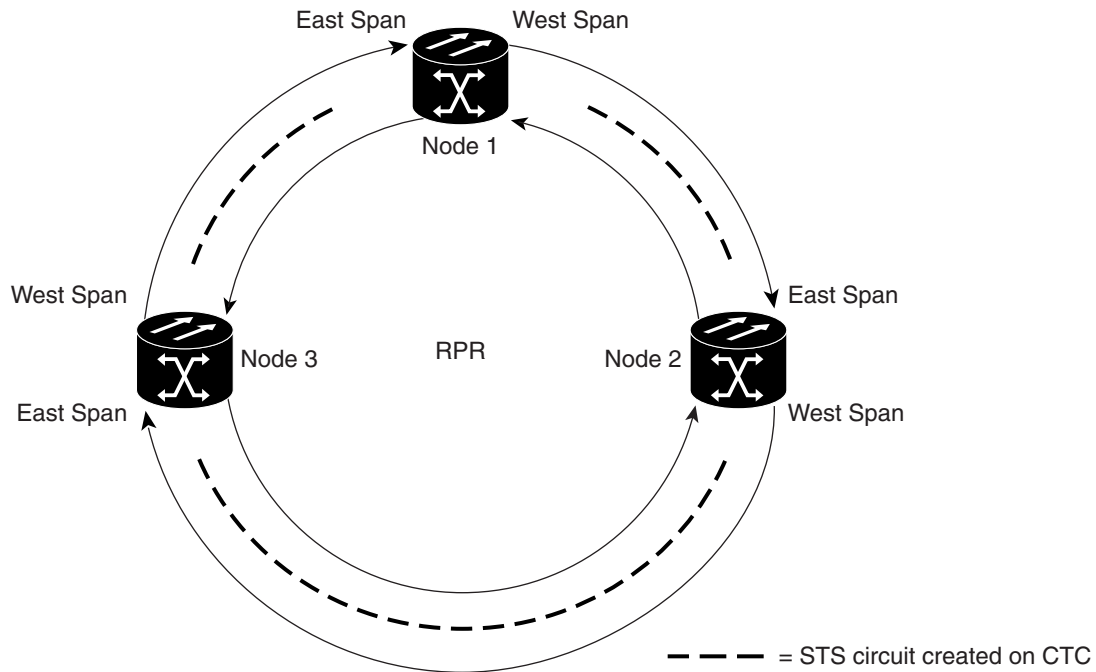 East Span
West Span
Node 1
West Span
East Span
Node 3
RPR
Node 2
East Span
West Span
= STS circuit created on CTC